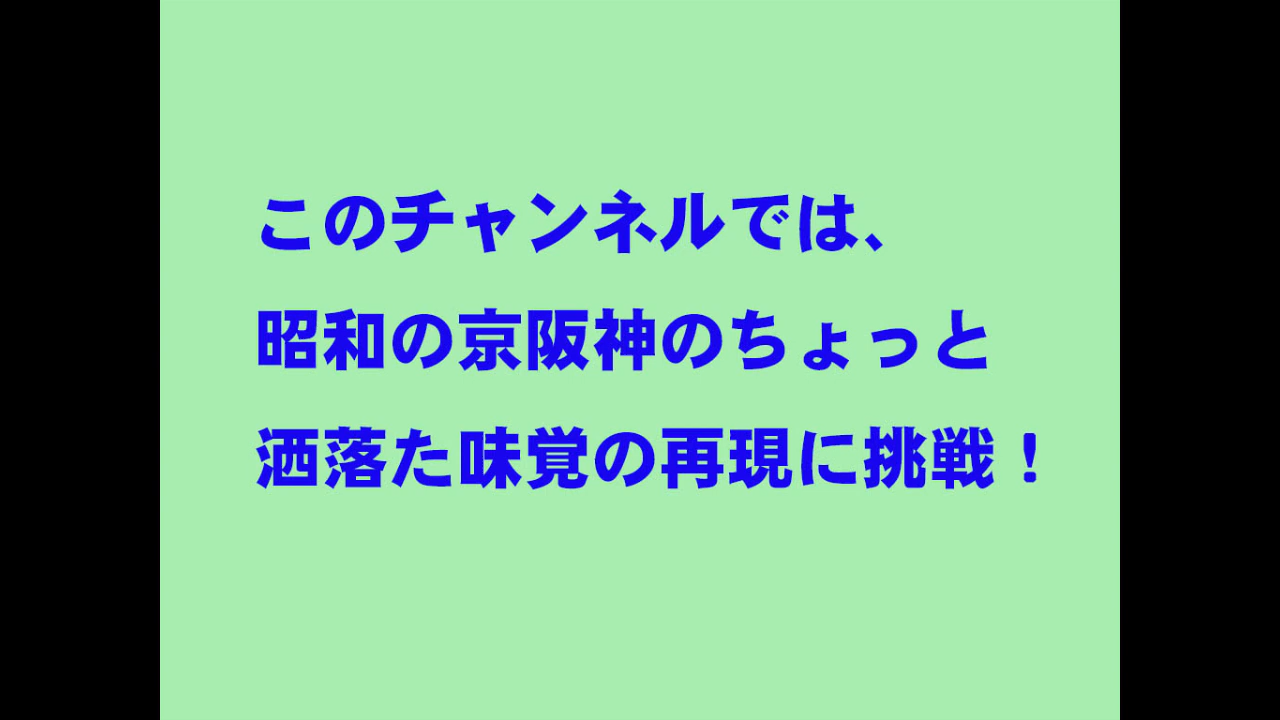 このチャンネルでは、
昭和の京阪神のちょっと
洒落た味覚の再現に挑戦！